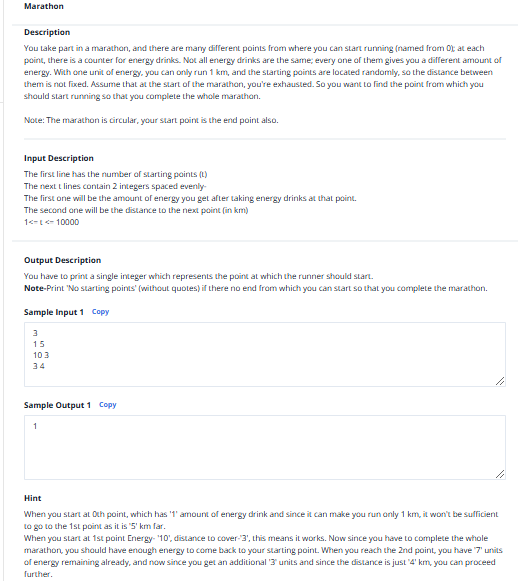 Marathon
Description
You take part in a marathon, and there are many different points from where you can start running (named from 0); at each
point, there is a counter for energy drinks. Not all energy drinks are the same; every one of them gives you a different amount of
energy. With one unit of energy, you can only run 1 km, and the starting points are located randomly, so the distance between
them is not fixed. Assume that at the start of the marathon, you're exhausted. So you want to find the point from which you
should start running so that you complete the whole marathon.
Note: The marathon is circular, your start point is the end point also.
Input Description
The first line has the number of starting points (t)
The next t lines contain 2 integers spaced evenly-
The first one will be the amount of energy you get after taking energy drinks at that point.
The second one will be the distance to the next point (in km)
1<= t <= 10000
Output Description
You have to print a single integer which represents the point at which the runner should start.
Note-Print 'No starting points' (without quotes) if there no end from which you can start so that you complete the marathon.
Sample Input 1 Copy
3
1 5
10 3
3 4
Sample Output 1 Copy
1
Hint
When you start at 0th point, which has '1' amount of energy drink and since it can make you run only 1 km, it won't be sufficient
to go to the 1st point as it is '5' km far.
When you start at 1st point Energy- '10', distance to cover-'3', this means it works. Now since you have to complete the whole
marathon, you should have enough energy to come back to your starting point. When you reach the 2nd point, you have '7' units
of energy remaining already, and now since you get an additional '3' units and since the distance is just '4' km, you can proceed
further.